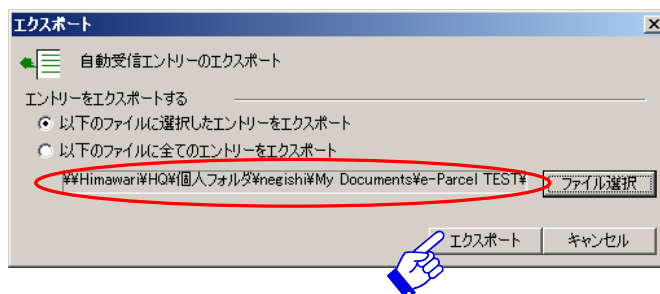 エクスポート
自動受信エントリーのエクスポート
エントリーをエクスポートする
以下のファイルに選択したエントリーをエクスポート
以下のファイルに全てのエントリーをエクスポート
¥¥Himawari¥HQ¥個人フォルダ¥negishi¥My Documents¥e-Parcel TEST¥
ファイル選択
エクスポート
キャンセル